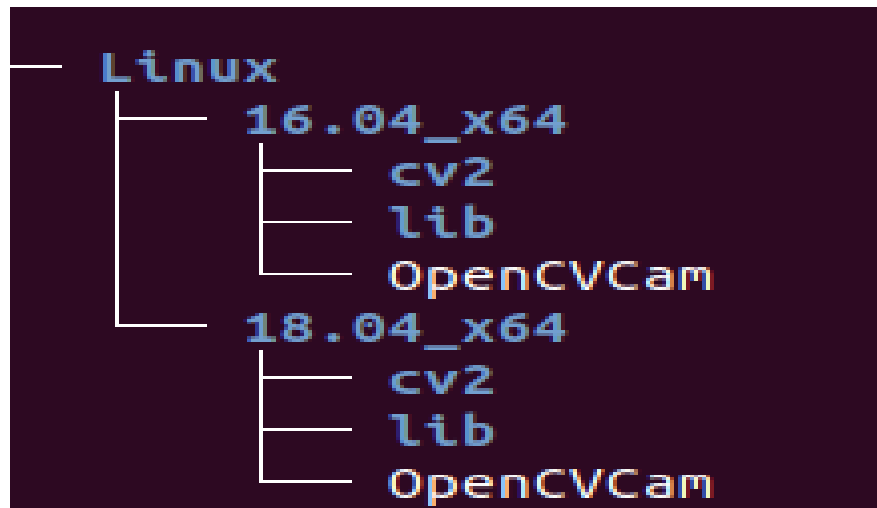 Linux
16.04_x64
cv2
lib
OpenCVCam
18.04_x64
cv2
lib
OpenCVCam